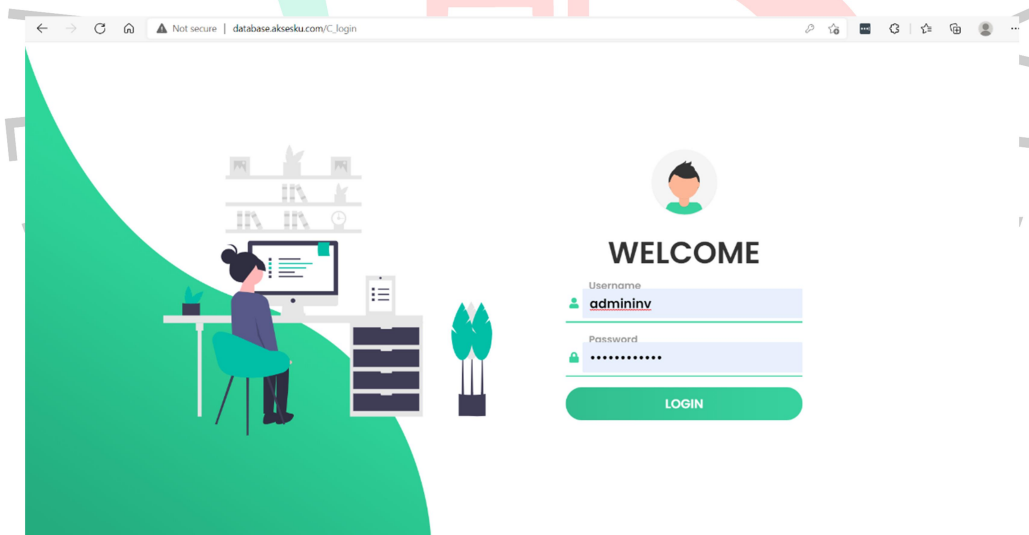 Not secure | database.aksesku.com/C_login
WELCOME
Username
admininv
Password
LOGIN